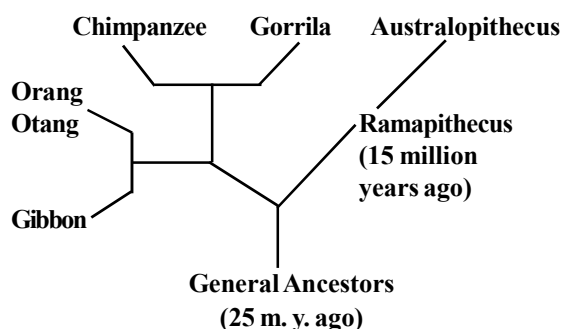 Chimpanzee
Gorrila
Australopithecus
Orang
Otang
Ramapithecus
(15 million
years ago)
Gibbon
General Ancestors
(25 m. y. ago)